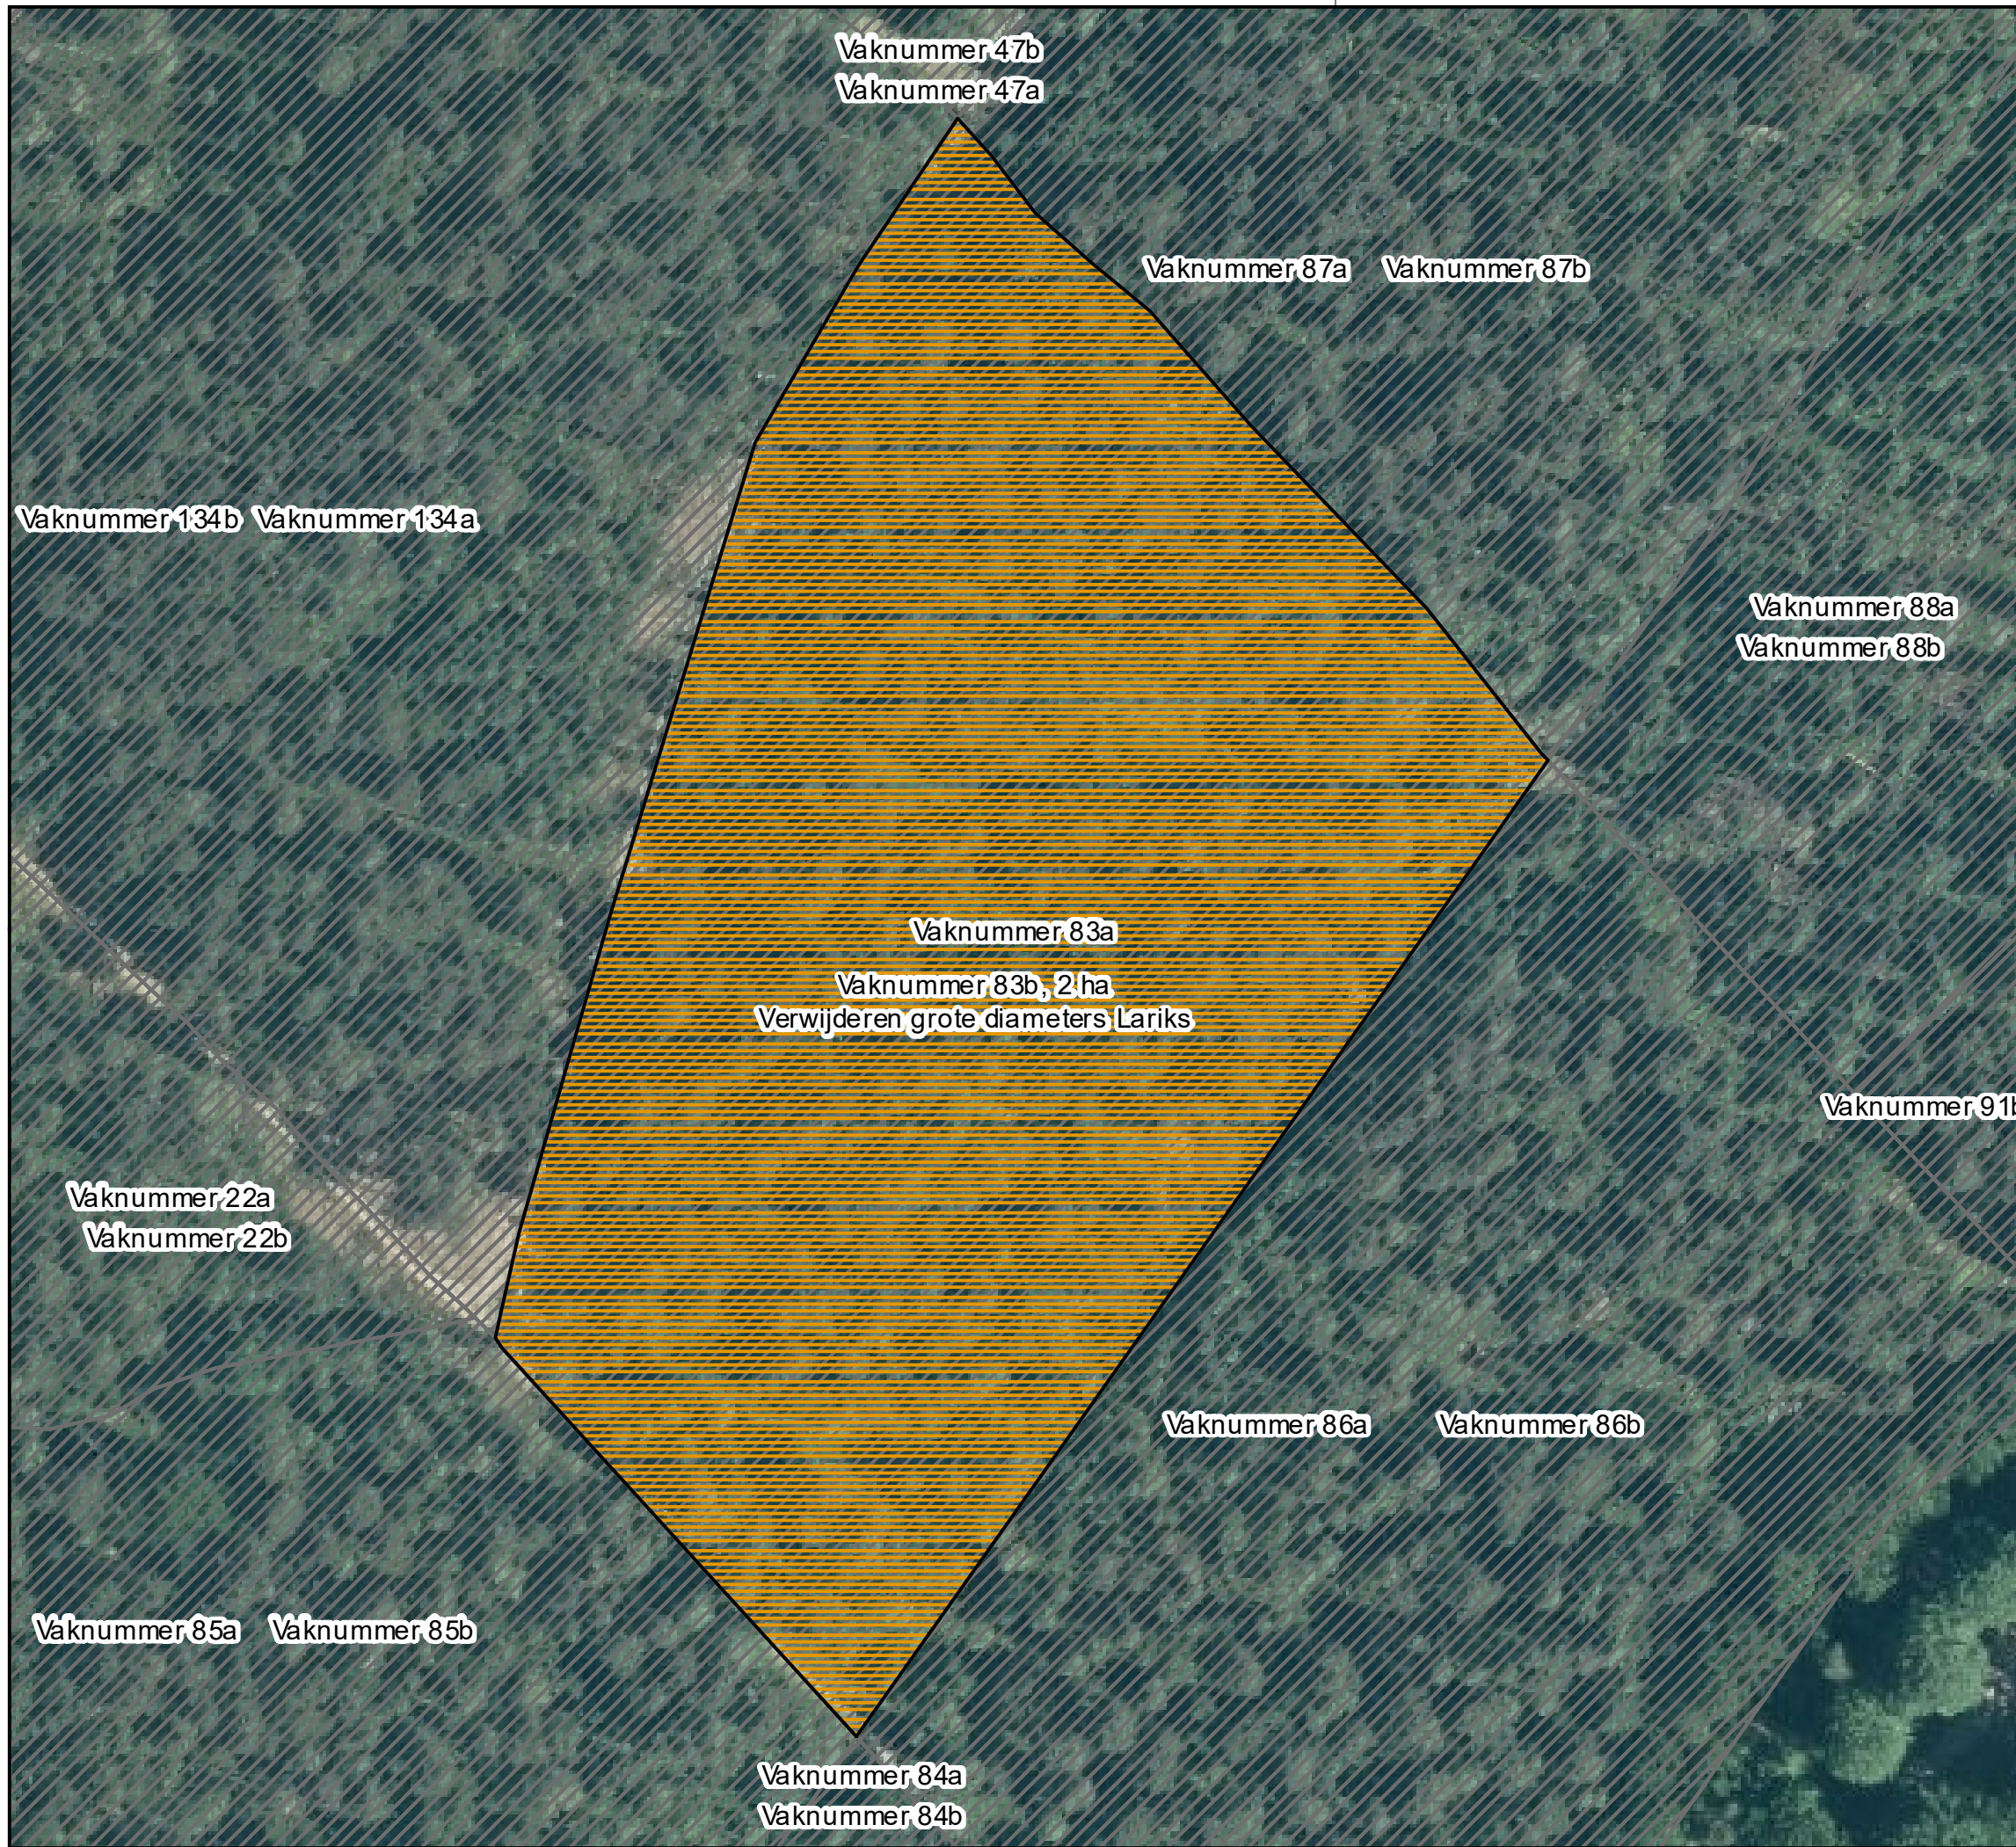 Vaknummer 47b
Vaknummer 47a
Vaknummer 87a
Vaknummer 87b
Vaknummer 134b
Vaknummer 134a
Vaknummer 88a
Vaknummer 88b
Vaknummer 83a
Vaknummer 83b, 2 ha
Verwijderen grote diameters Lariks
Vaknummer 91b
Vaknummer 22a
Vaknummer 22b
Vaknummer 86a
Vaknummer 86b
Vaknummer 85a
Vaknummer 85b
Vaknummer 84a
Vaknummer 84b